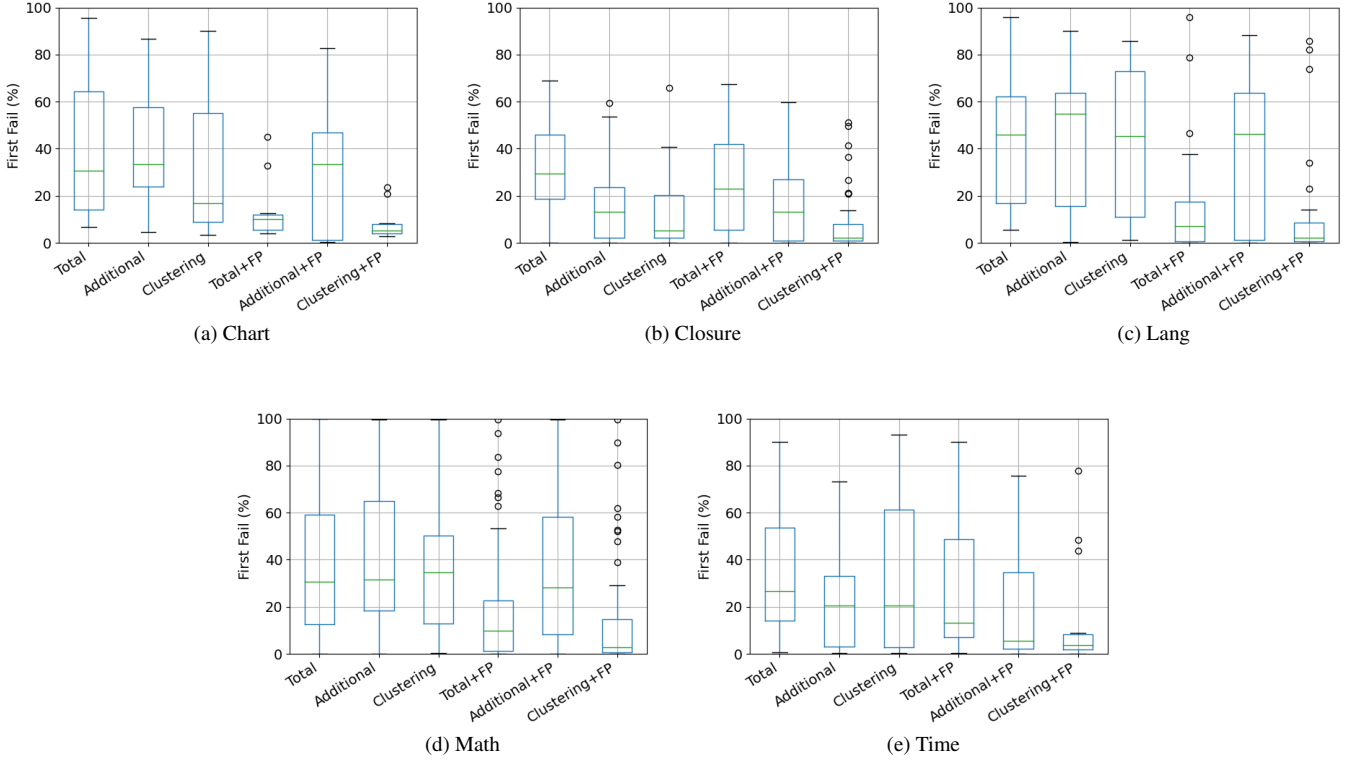 100
80
60
40
20
0
First Fail (%)
Total
Additional
Clustering
Total+FP
Additional+FP
Clustering+FP
(a) Chart
100
80
60
40
20
0
First Fail (%)
Total
Additional
Clustering
Total+FP
Additional+FP
Clustering+FP
(b) Closure
100
80
60
40
20
0
First Fail (%)
Total
Additional
Clustering
Total+FP
Additional+FP
Clustering+FP
(c) Lang
100
80
60
40
20
0
First Fail (%)
Total
Additional
Clustering
Total+FP
Additional+FP
Clustering+FP
(d) Math
100
80
60
40
20
0
First Fail (%)
Total
Additional
Clustering
Total+FP
Additional+FP
Clustering+FP
(e) Time